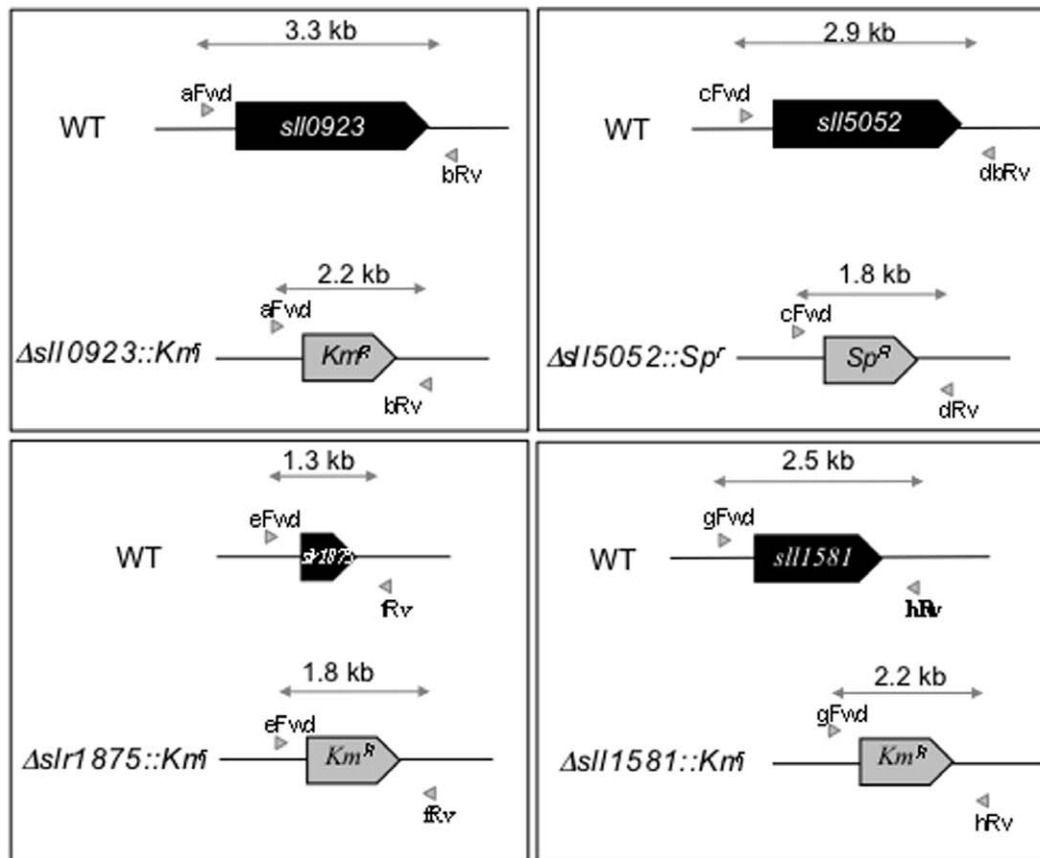 3.3 kb
aFwd
WT
sll0923
bRv
2.2 kb
aFwd
Δsll0923::Km^r
Km^R
bRv
2.9 kb
cFwd
WT
sll5052
dbRv
1.8 kb
cFwd
Δsll5052::Sp^r
Sp^R
dRv
1.3 kb
eFwd
WT
slr1875
fRv
1.8 kb
eFwd
Δslr1875::Km^r
Km^R
fRv
2.5 kb
gFwd
WT
sll1581
hRv
2.2 kb
gFwd
Δsll1581::Km^r
Km^R
hRv